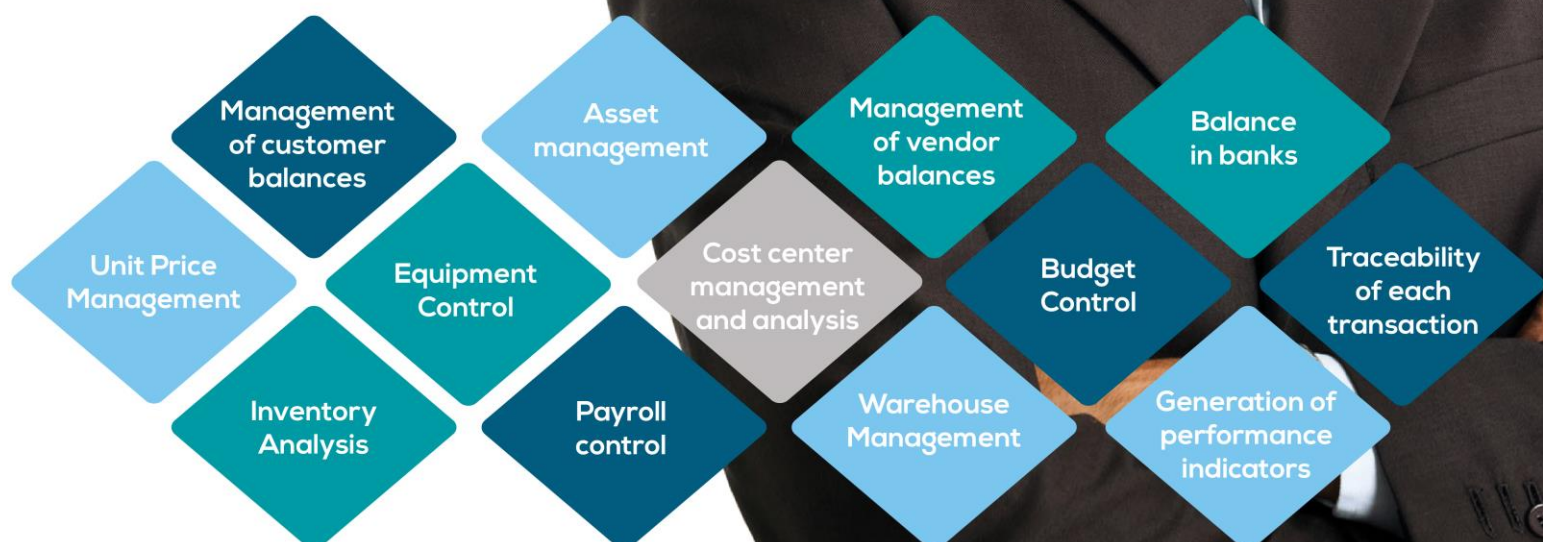 Management
of customer
balances
Asset
management
Management
of vendor
balances
Balance
in banks
Unit Price
Management
Equipment
Control
Cost center
management
and analysis
Budget
Control
Traceability
of each
transaction
Inventory
Analysis
Payroll
control
Warehouse
Management
Generation of
performance
indicators